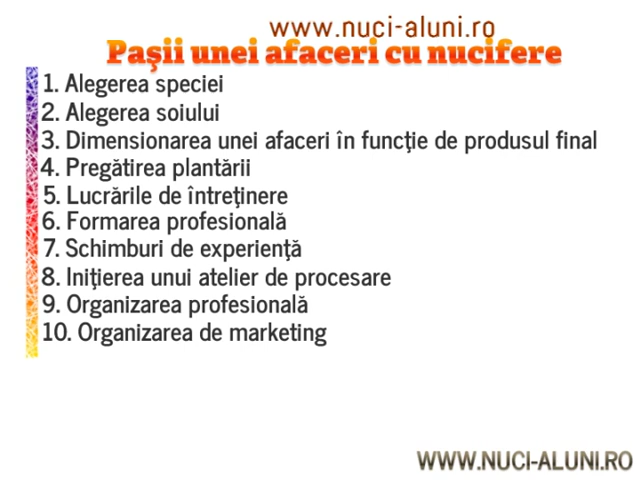 www.nuci-aluni.ro
Paşii unei afaceri cu nucifere
1. Alegerea speciei
2. Alegerea soiului
3. Dimensionarea unei afaceri în funcţie de produsul final
4. Pregătirea plantării
5. Lucrările de întreţinere
6. Formarea profesională
7. Schimburi de experienţă
8. Iniţierea unui atelier de procesare
9. Organizarea profesională
10. Organizarea de marketing
WWW.NUCI-ALUNI.RO